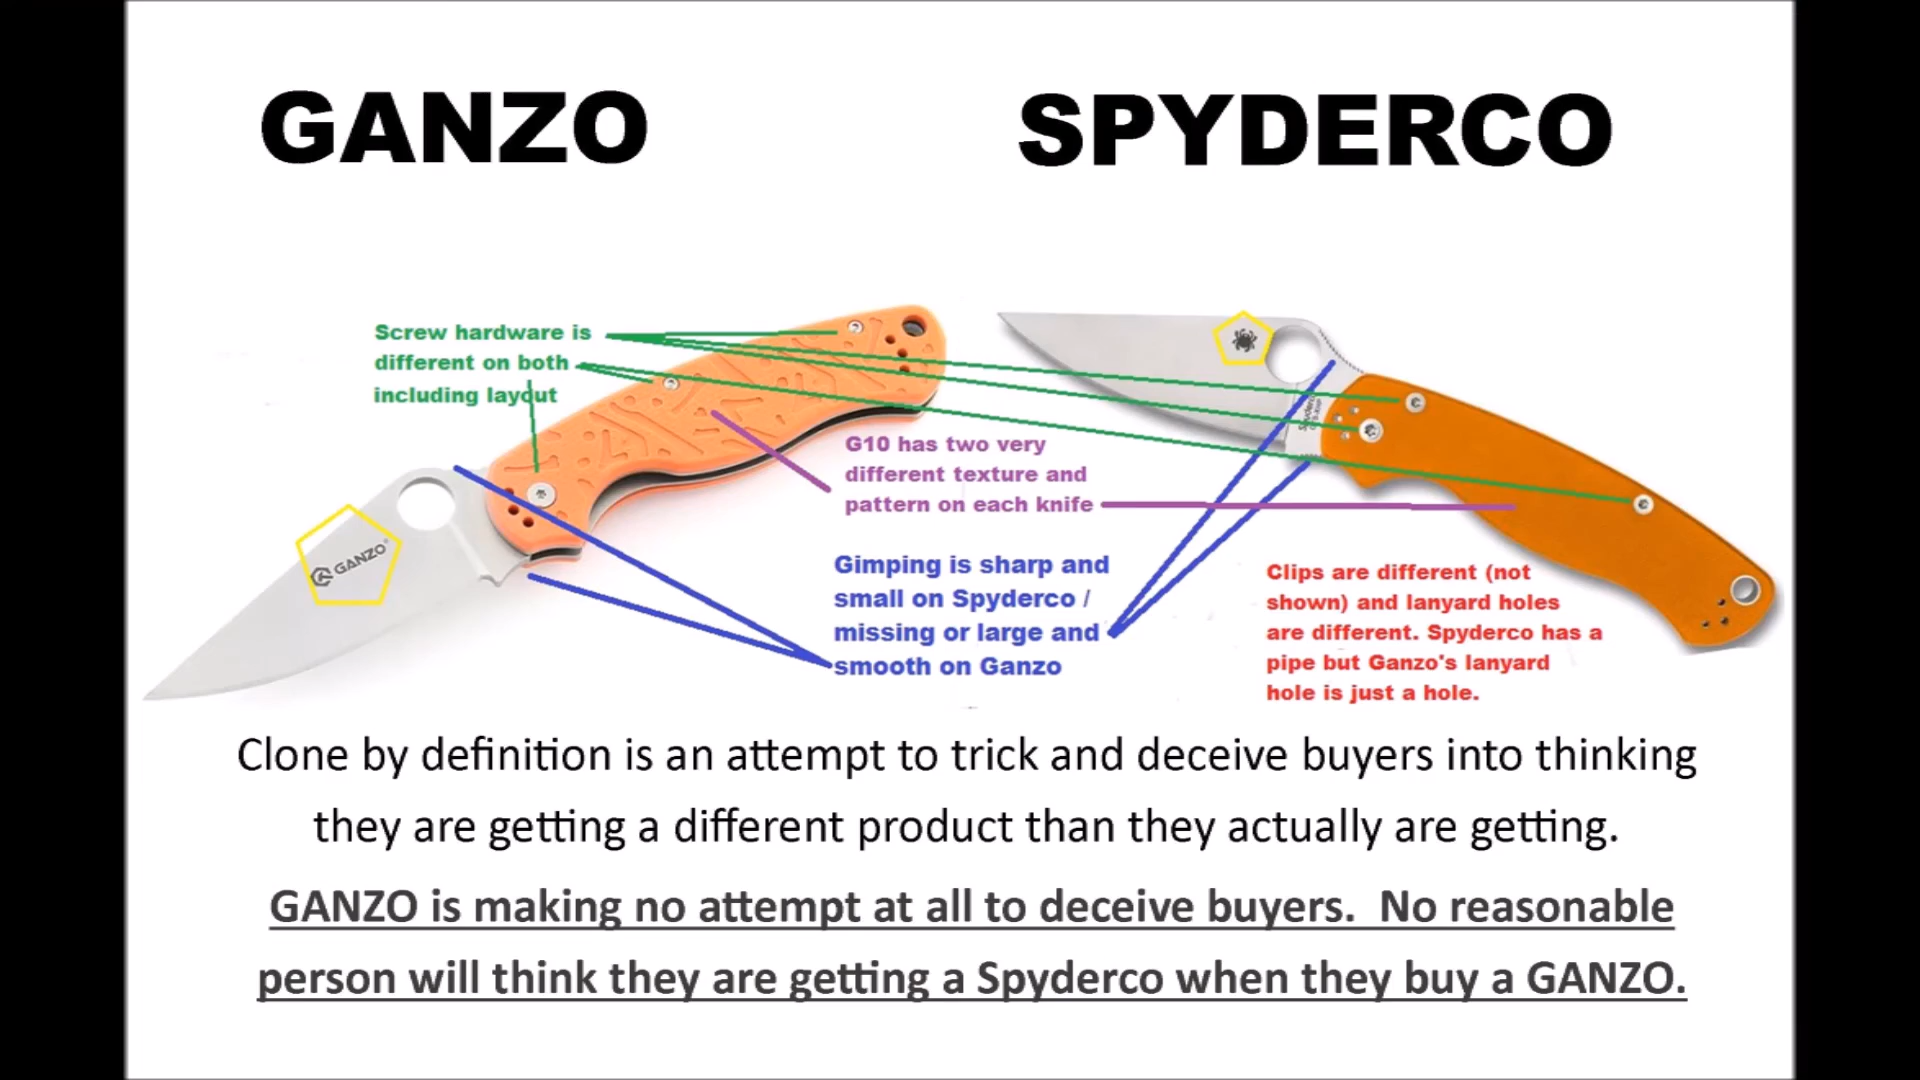 GANZO
SPYDERCO
Screw hardware is
different on both
including layout
G10 has two very
different texture and
pattern on each knife
GANZO
Gimping is sharp and
small on Spyderco /
missing or large and
smooth on Ganzo
Clips are different (not
shown) and lanyard holes
are different. Spyderco has a
pipe but Ganzo's lanyard
hole is just a hole.
Spyderco
Clone by definition is an attempt to trick and deceive buyers into thinking
they are getting a different product than they actually are getting.
GANZO is making no attempt at all to deceive buyers. No reasonable
person will think they are getting a Spyderco when they buy a GANZO.